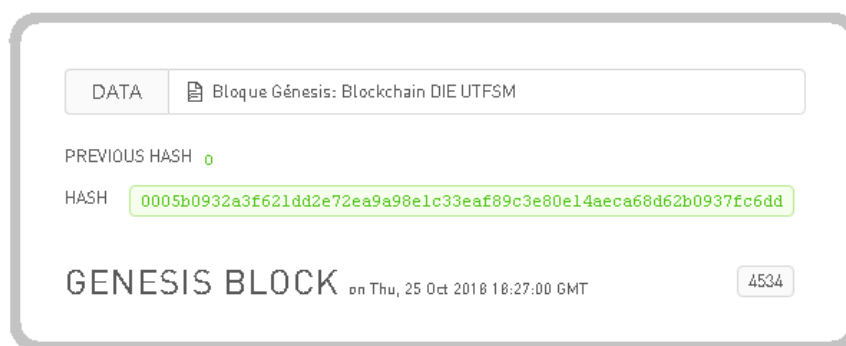 DATA Bloque Génesis: Blockchain DIE UTFSM
PREVIOUS HASH 0
HASH 0005b0932a3f621dd2e72ea9a98e1c33eaf89c3e80e14aeca68d62b0937fc6dd
GENESIS BLOCK on Thu, 25 Oct 2018 18:27:00 GMT 4534